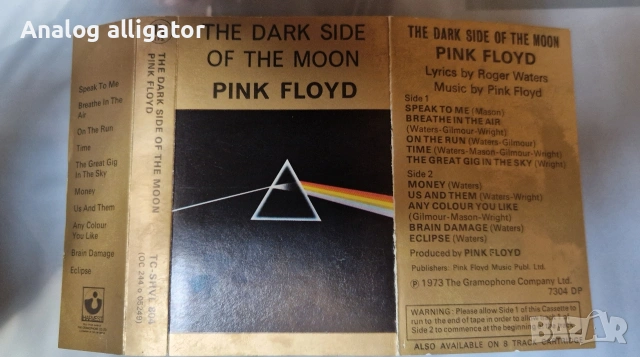 Analog alligator
Speak To Me
Breathe In The
Air
On The Run
Time
The Great Gig
In The Sky
Money
Us And Them
Any Colour
You Like
Brain Damage
Eclipse
THE DARK SIDE OF THE MOON
PINK FLOYD
TC-SHVL 804
THE DARK SIDE
OF THE MOON
PINK FLOYD
THE DARK SIDE OF THE MOON
PINK FLOYD
Lyrics by Roger Waters
Music by Pink Floyd
Side 1
SPEAK TO ME (Mason)
BREATHE IN THE AIR
(Waters-Gilmour-Wright)
ON THE RUN (Waters-Gilmour)
TIME (Waters-Mason-Gilmour-Wright)
THE GREAT GIG IN THE SKY (Wright)
Side 2
MONEY (Waters)
US AND THEM (Waters-Wright)
ANY COLOUR YOU LIKE
(Gilmour-Mason-Wright)
BRAIN DAMAGE (Waters)
ECLIPSE (Waters)
Produced by PINK FLOYD
Publishers: Pink Floyd Music Publ. Ltd.
℗ 1973 The Gramophone Company Ltd.
7304 DP
WARNING: Please allow Side 1 of this Cassette to
run to the end of tape in order to allow
Side 2 to commence at the beginning
ALSO AVAILABLE ON 8 TRACK CARTRIDGE
BAZAR